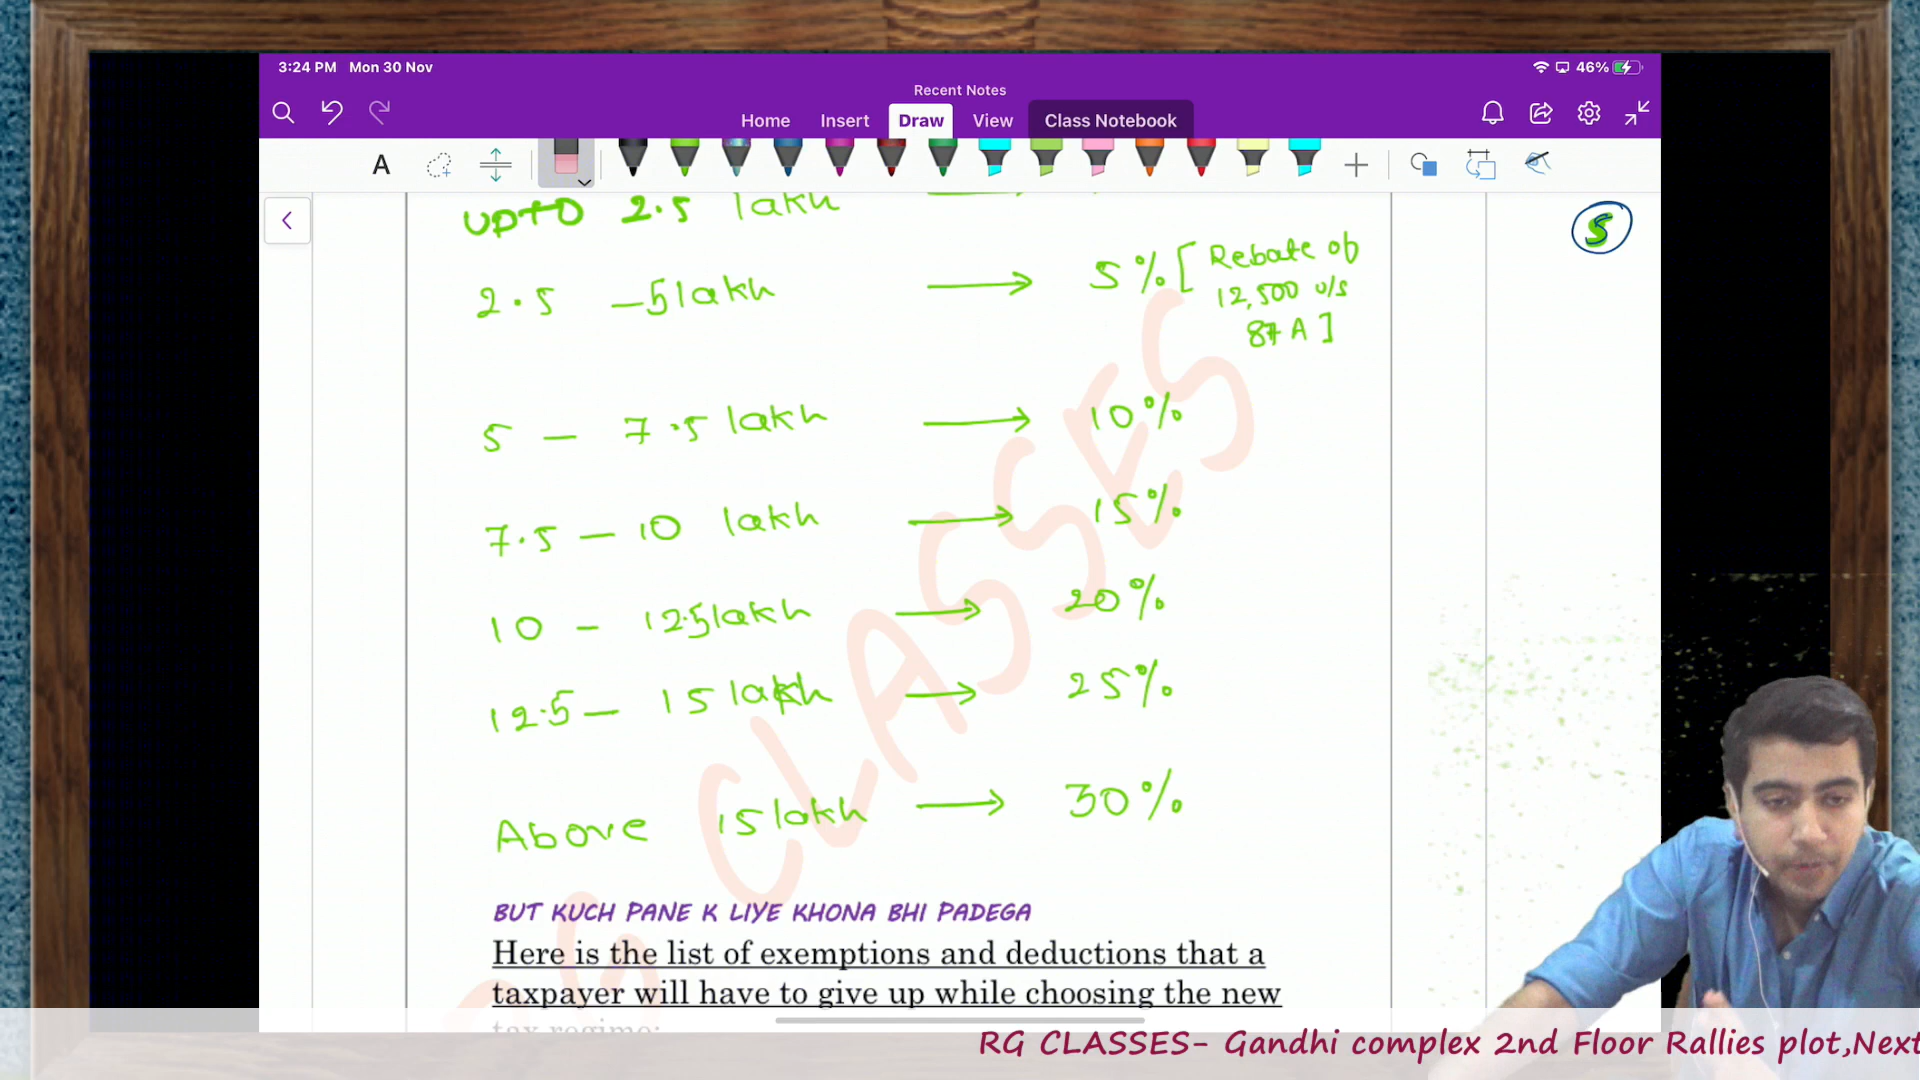 3:24 PM Mon 30 Nov
46%
Recent Notes
Home Insert Draw View Class Notebook
A
5
UPTO 2.5 lakh
2.5 – 5 lakh → 5% [ Rebate of
12,500 u/s
87 A ]
5 – 7.5 lakh → 10%
7.5 – 10 lakh → 15%
10 – 12.5 lakh → 20%
12.5 – 15 lakh → 25%
Above 15 lakh → 30%
CLASSES
BUT KUCH PANE K LIYE KHONA BHI PADEGA
Here is the list of exemptions and deductions that a
taxpayer will have to give up while choosing the new
tax regime:
RG CLASSES- Gandhi complex 2nd Floor Rallies plot,Next